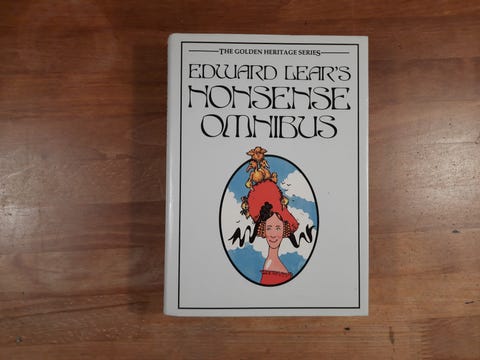 THE GOLDEN HERITAGE SERIES
EDWARD LEAR'S
NONSENSE
OMNIBUS